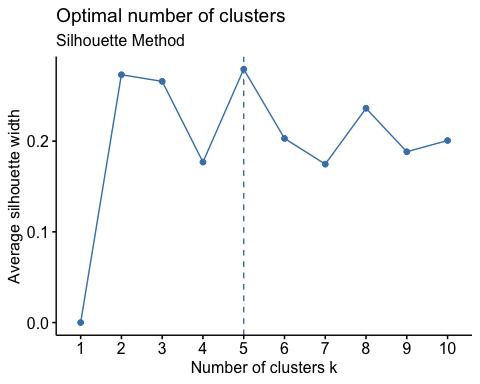 Optimal number of clusters
Silhouette Method
Average silhouette width
0.2
0.1
0.0
1 2 3 4 5 6 7 8 9 10
Number of clusters k